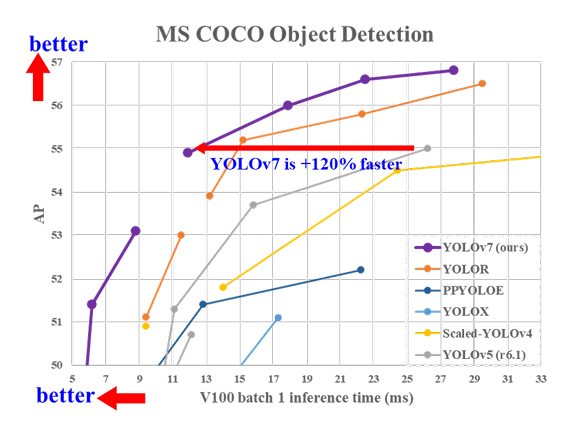 MS COCO Object Detection
better
57
56
55
54
53
52
51
50
AP
YOLOv7 is +120% faster
YOLOv7 (ours)
YOLOR
PPYOLOE
YOLOX
Scaled-YOLOv4
YOLOv5 (r6.1)
5 7 9 11 13 15 17 19 21 23 25 27 29 31 33
better
V100 batch 1 inference time (ms)